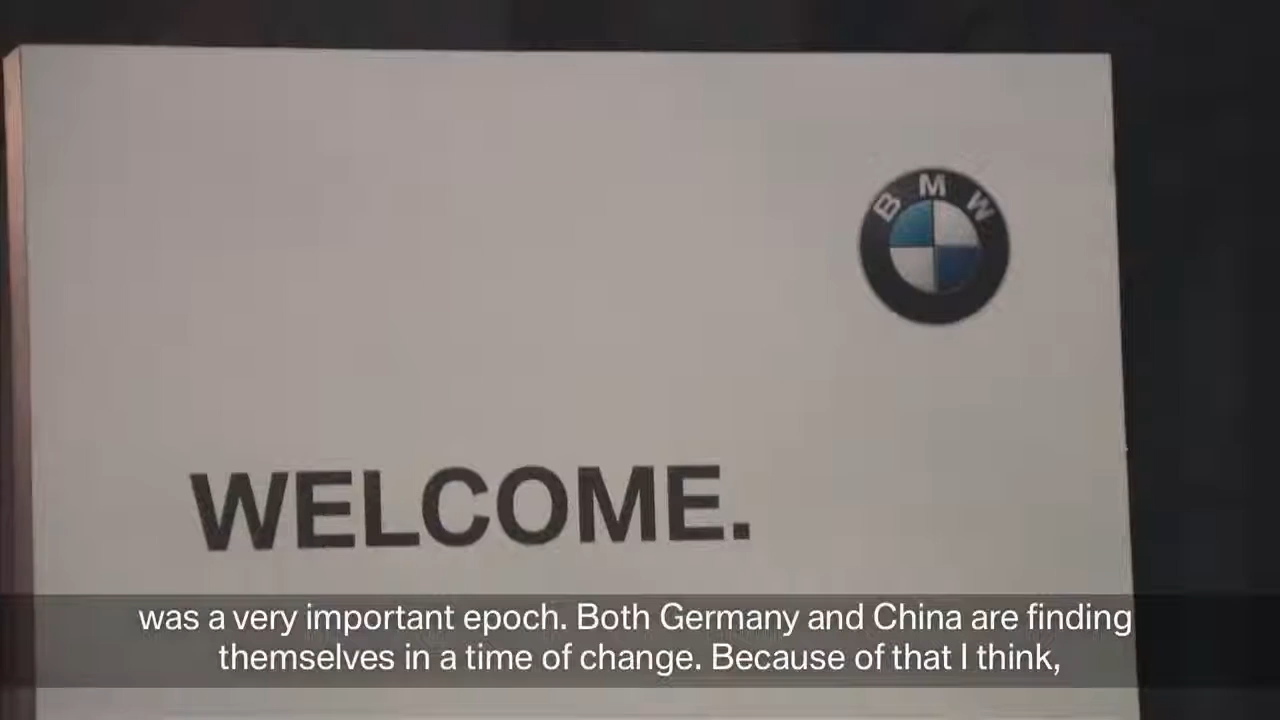 BMW
WELCOME.
was a very important epoch. Both Germany and China are finding
themselves in a time of change. Because of that I think,